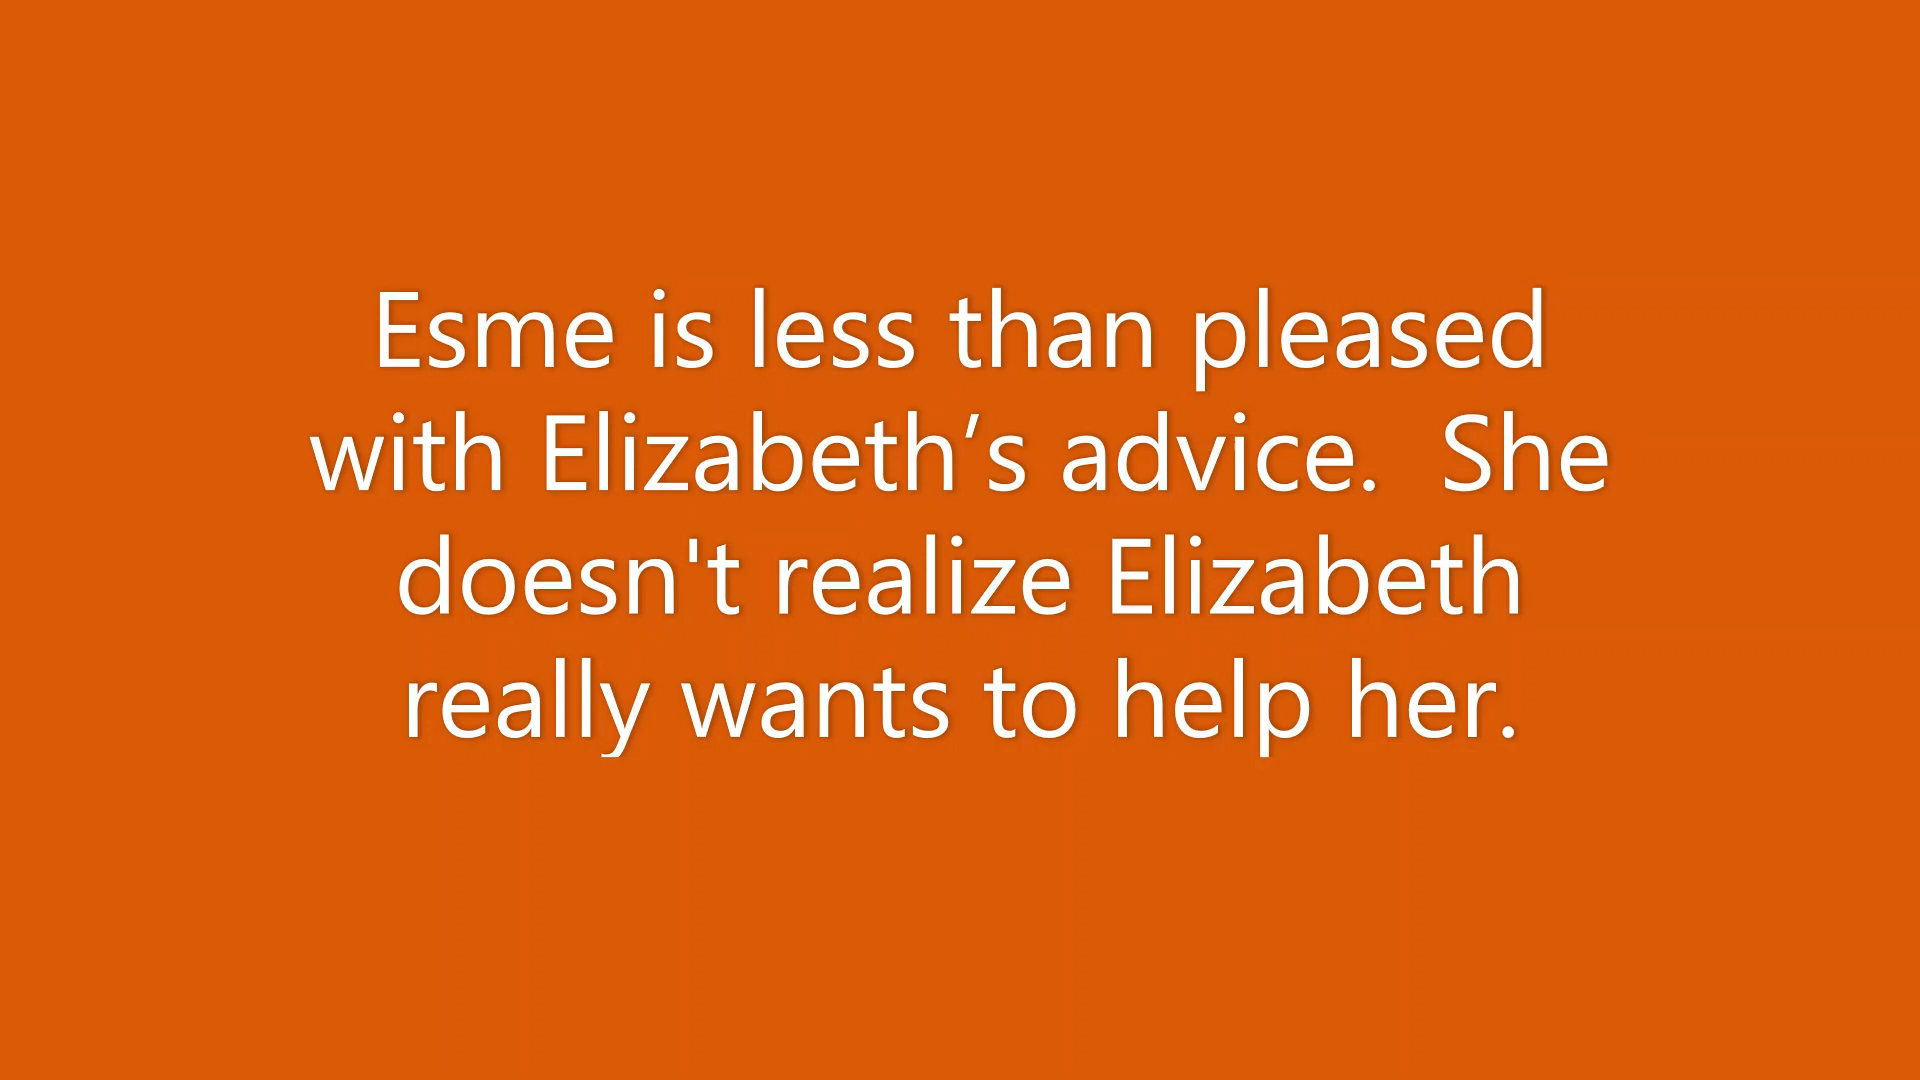 Esme is less than pleased
with Elizabeth’s advice.  She
doesn't realize Elizabeth
really wants to help her.